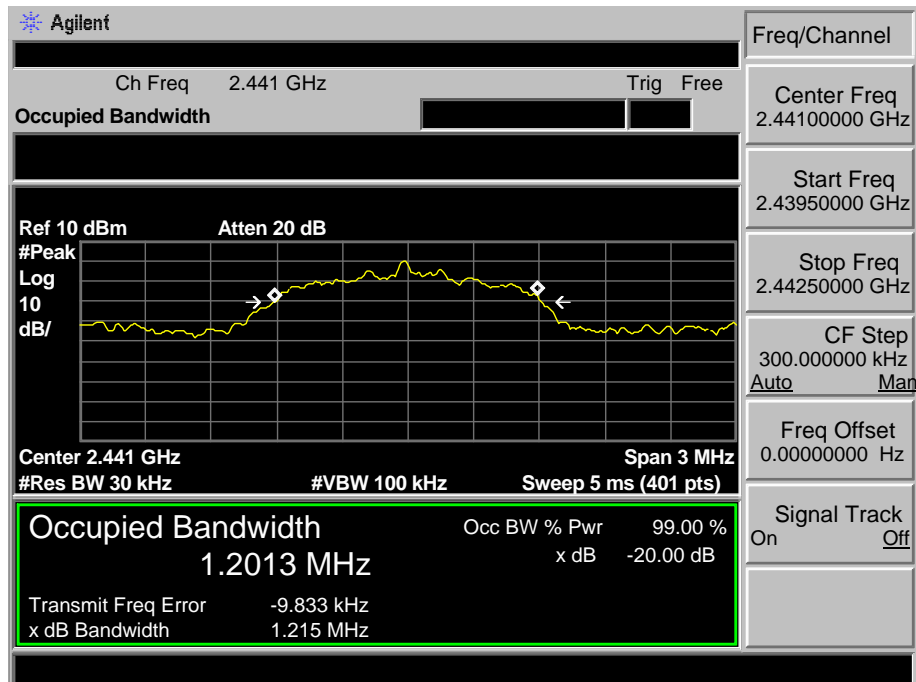 Agilent
Freq/Channel
Ch Freq 2.441 GHz Trig Free
Occupied Bandwidth
Center Freq
2.44100000 GHz
Start Freq
2.43950000 GHz
Stop Freq
2.44250000 GHz
CF Step
300.000000 kHz
Auto Man
Freq Offset
0.00000000 Hz
Signal Track
On Off
Ref 10 dBm Atten 20 dB
#Peak
Log
10
dB/
Center 2.441 GHz Span 3 MHz
#Res BW 30 kHz #VBW 100 kHz Sweep 5 ms (401 pts)
Occupied Bandwidth
1.2013 MHz
Occ BW % Pwr 99.00 %
x dB -20.00 dB
Transmit Freq Error -9.833 kHz
x dB Bandwidth 1.215 MHz